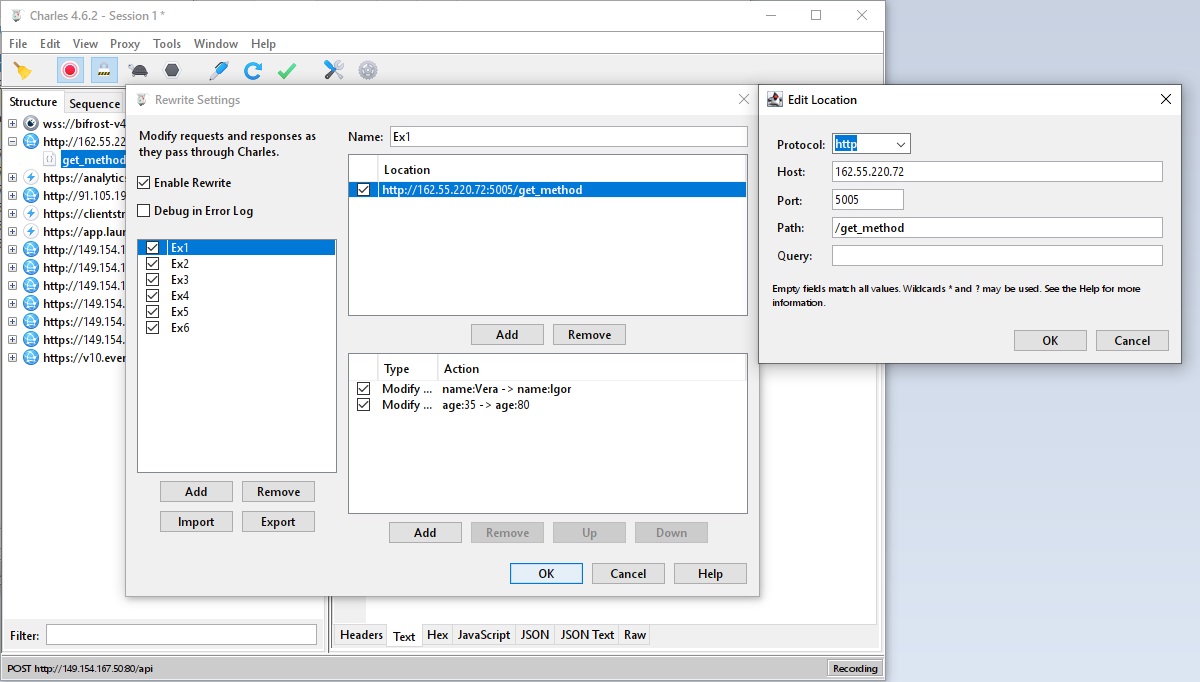 Charles 4.6.2 - Session 1 *
File Edit View Proxy Tools Window Help
Structure Sequence
wss://bifrost-v4
http://162.55.22
get_method
https://analytic
http://91.105.19
https://clientstr
https://app.laur
http://149.154.1
http://149.154.
http://149.154.1
https://149.154.
https://149.154.
https://149.154.
https://v10.even
Filter:
Headers Text Hex JavaScript JSON JSON Text Raw
POST http://149.154.167.50:80/api
Recording
Rewrite Settings
Modify requests and responses as
they pass through Charles.
Enable Rewrite
Debug in Error Log
Ex1
Ex2
Ex3
Ex4
Ex5
Ex6
Add Remove
Import Export
Name: Ex1
Location
http://162.55.220.72:5005/get_method
Add Remove
Type Action
Modify ... name:Vera -> name:Igor
Modify ... age:35 -> age:80
Add Remove Up Down
OK Cancel Help
Edit Location
Protocol: http
Host: 162.55.220.72
Port: 5005
Path: /get_method
Query:
Empty fields match all values. Wildcards * and ? may be used. See the Help for more
information.
OK Cancel